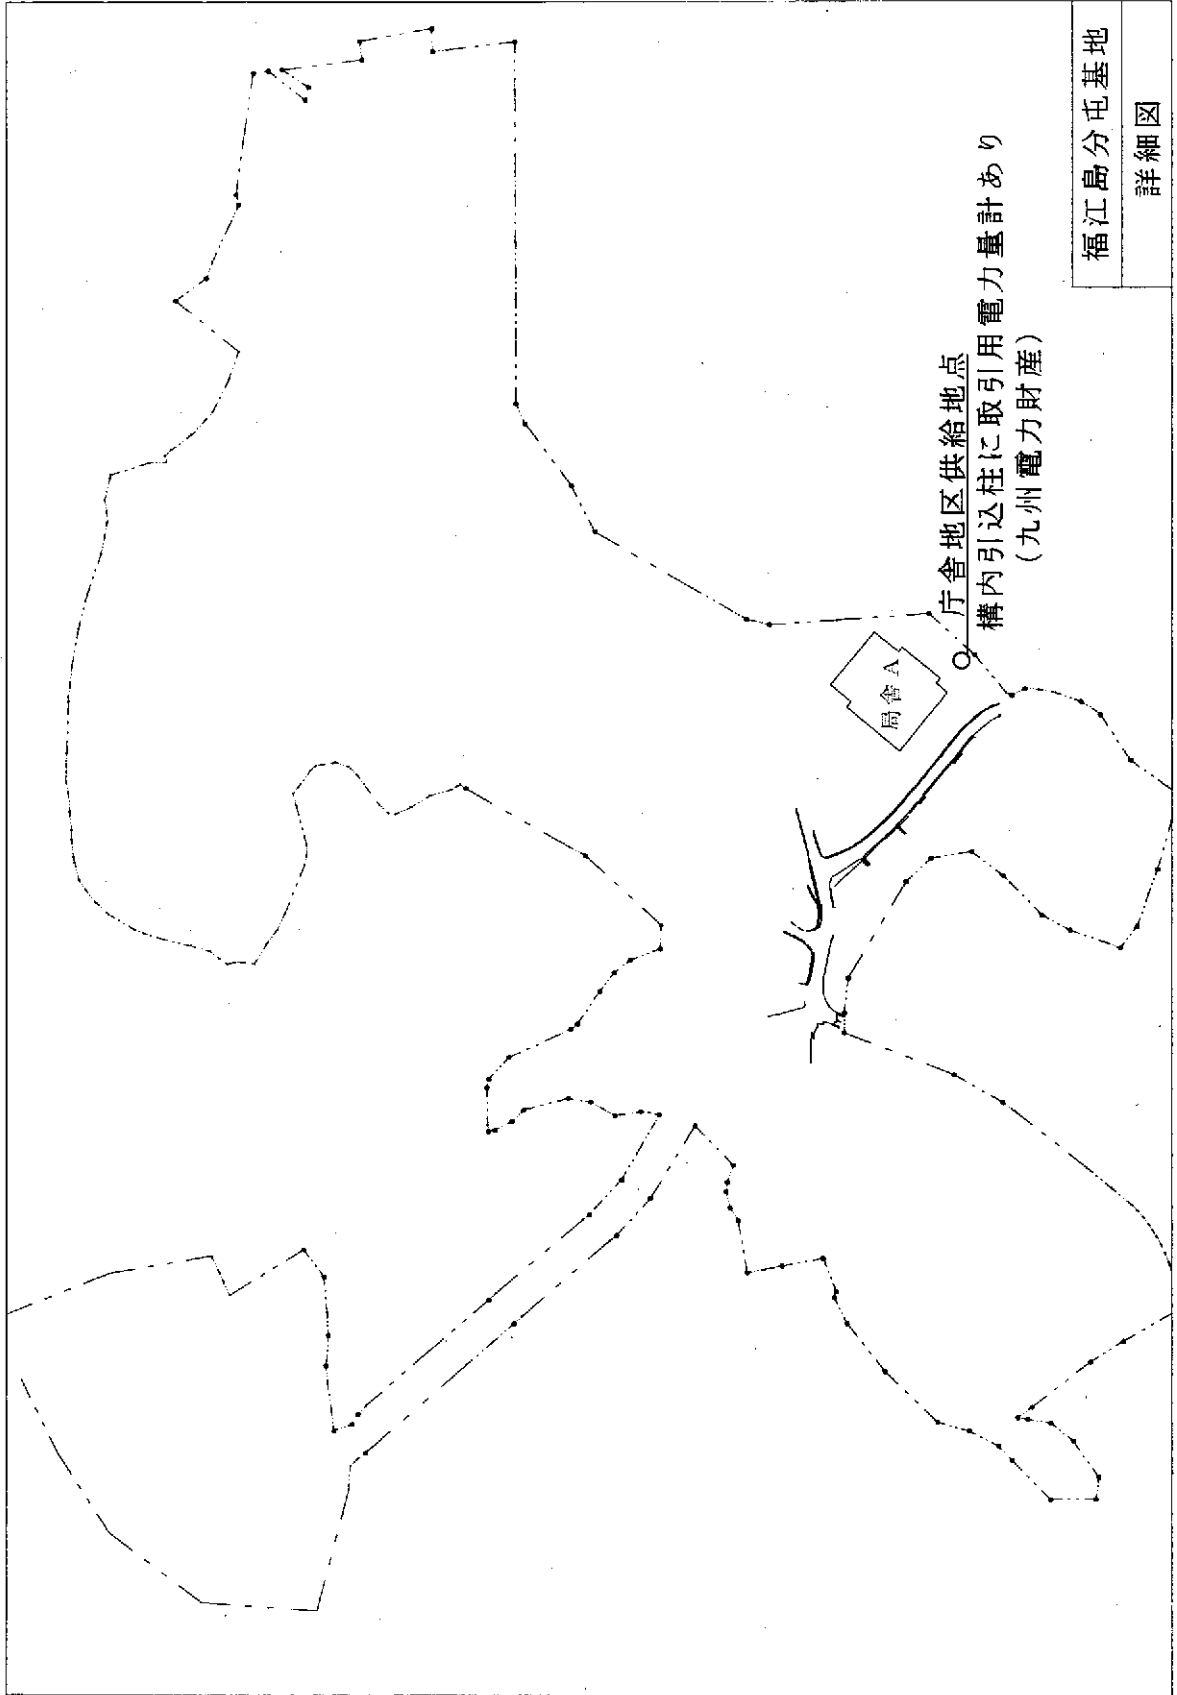 庁舎地区供給地点
構内引込柱に取引用電力量計あり
(九州電力財産)
局舎A
福江島分屯基地
詳細図